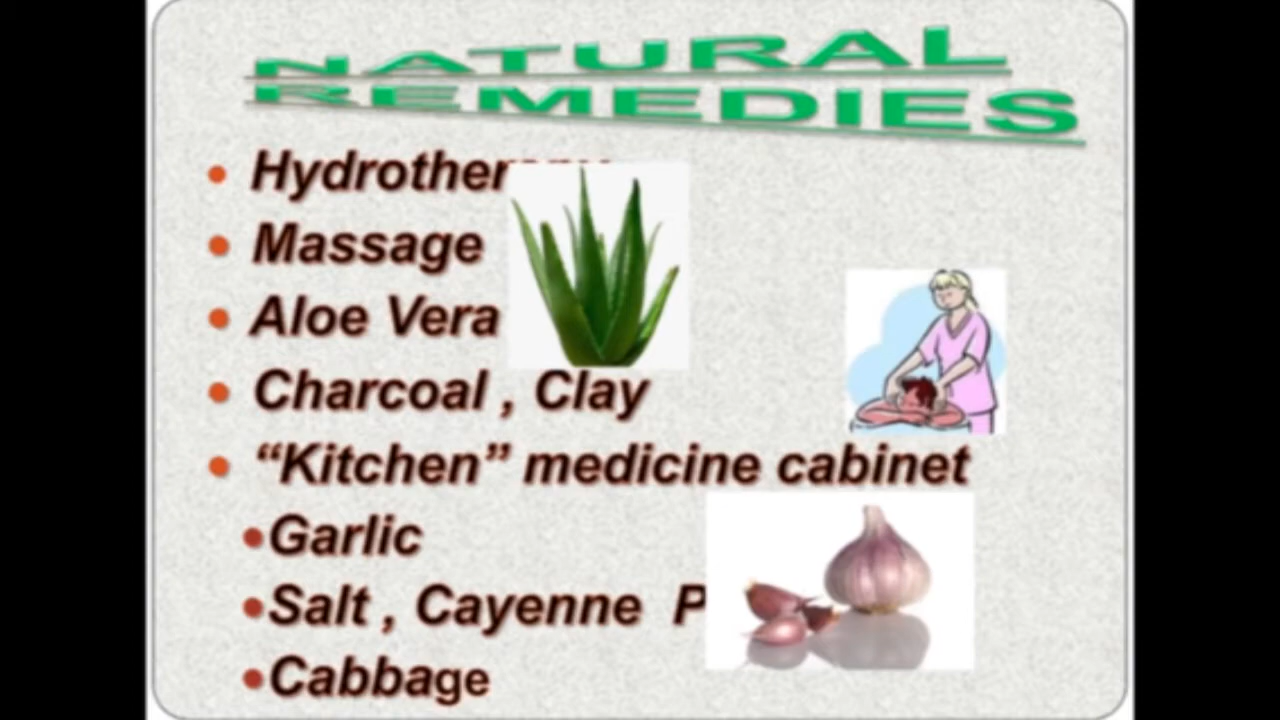 NATURAL
REMEDIES
• Hydrother
• Massage
• Aloe Vera
• Charcoal , Clay
• “Kitchen” medicine cabinet
•Garlic
•Salt , Cayenne P
•Cabbage